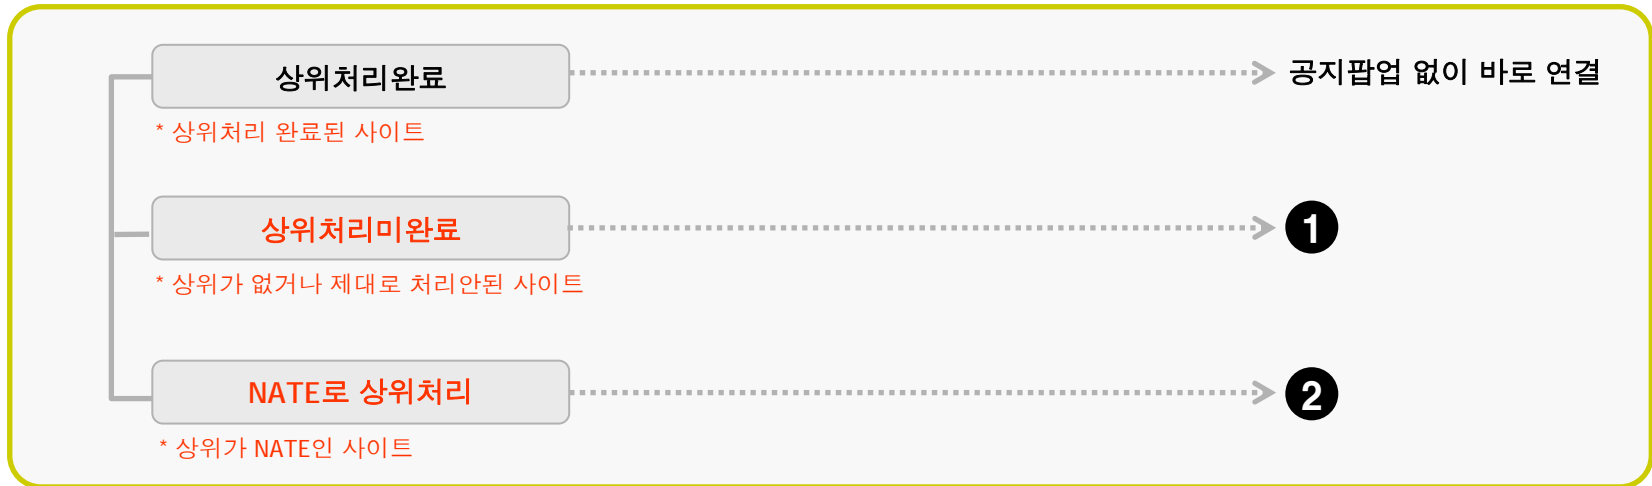 상위처리완료
공지팝업 없이 바로 연결
* 상위처리 완료된 사이트
상위처리미완료
1
* 상위가 없거나 제대로 처리안된 사이트
NATE로 상위처리
2
* 상위가 NATE인 사이트